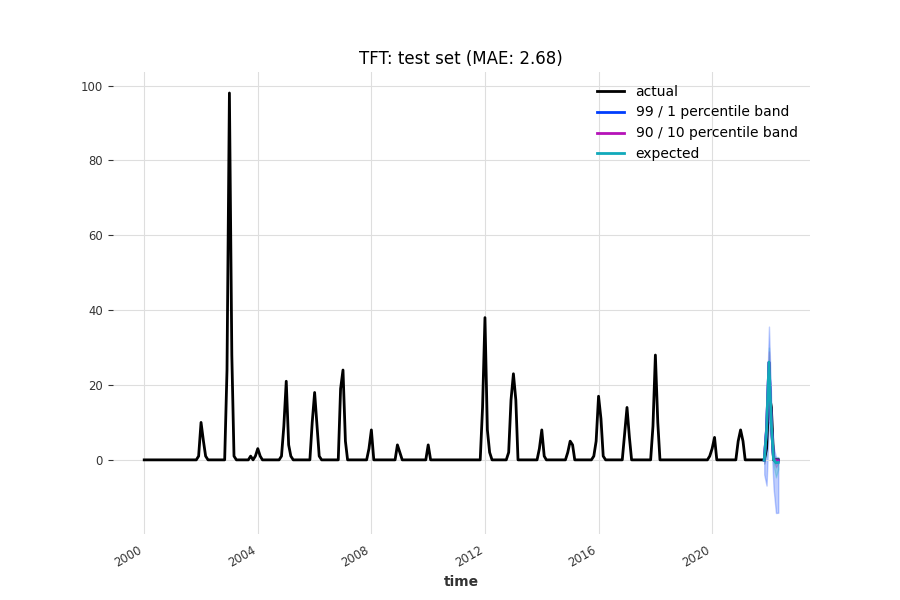 TFT: test set (MAE: 2.68)
actual
99 / 1 percentile band
90 / 10 percentile band
expected
100
80
60
40
20
0
2000
2004
2008
2012
2016
2020
time